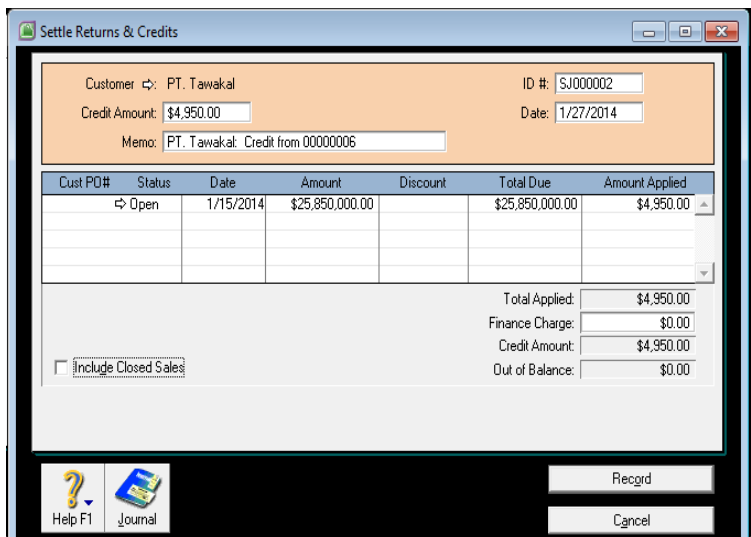 Settle Returns & Credits
Customer ⇨: PT. Tawakal ID #: SJ000002
Credit Amount: $4,950.00 Date: 1/27/2014
Memo: PT. Tawakal: Credit from 00000006
Cust PO# Status Date Amount Discount Total Due Amount Applied
⇨ Open 1/15/2014 $25,850,000.00 $25,850,000.00 $4,950.00
Total Applied: $4,950.00
Finance Charge: $0.00
Credit Amount: $4,950.00
Include Closed Sales Out of Balance: $0.00
Help F1 Journal
Record
Cancel